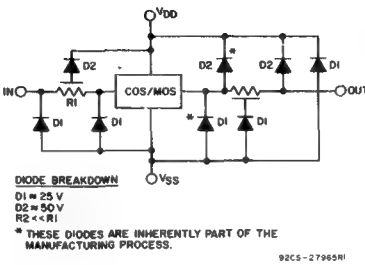 VDD
D2
* D2
D2
D1
IN
R1
COS/MOS
OUT
D1
D1
* D1
D1
VSS
DIODE BREAKDOWN
D1 ≈ 25 V
D2 ≈ 50 V
R2 << R1
* THESE DIODES ARE INHERENTLY PART OF THE
MANUFACTURING PROCESS.
92CS-27965R1